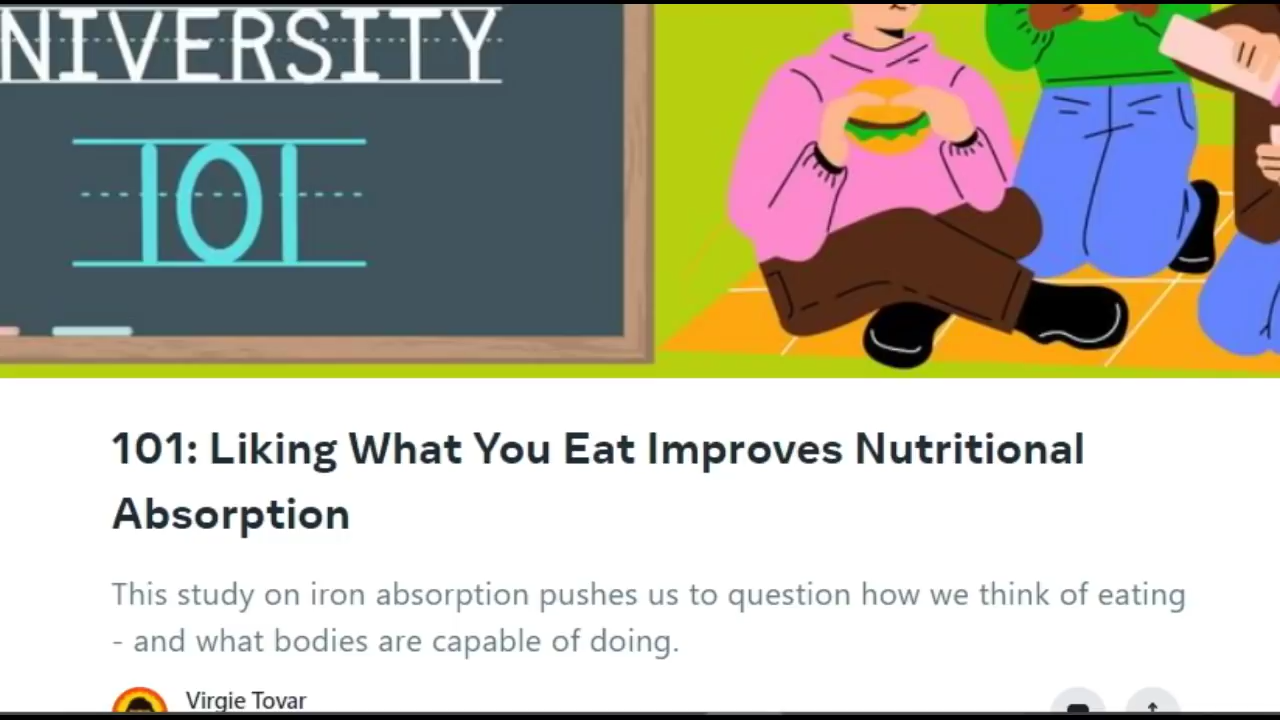 NIVERSITY
101
101: Liking What You Eat Improves Nutritional
Absorption
This study on iron absorption pushes us to question how we think of eating
- and what bodies are capable of doing.
Virgie Tovar